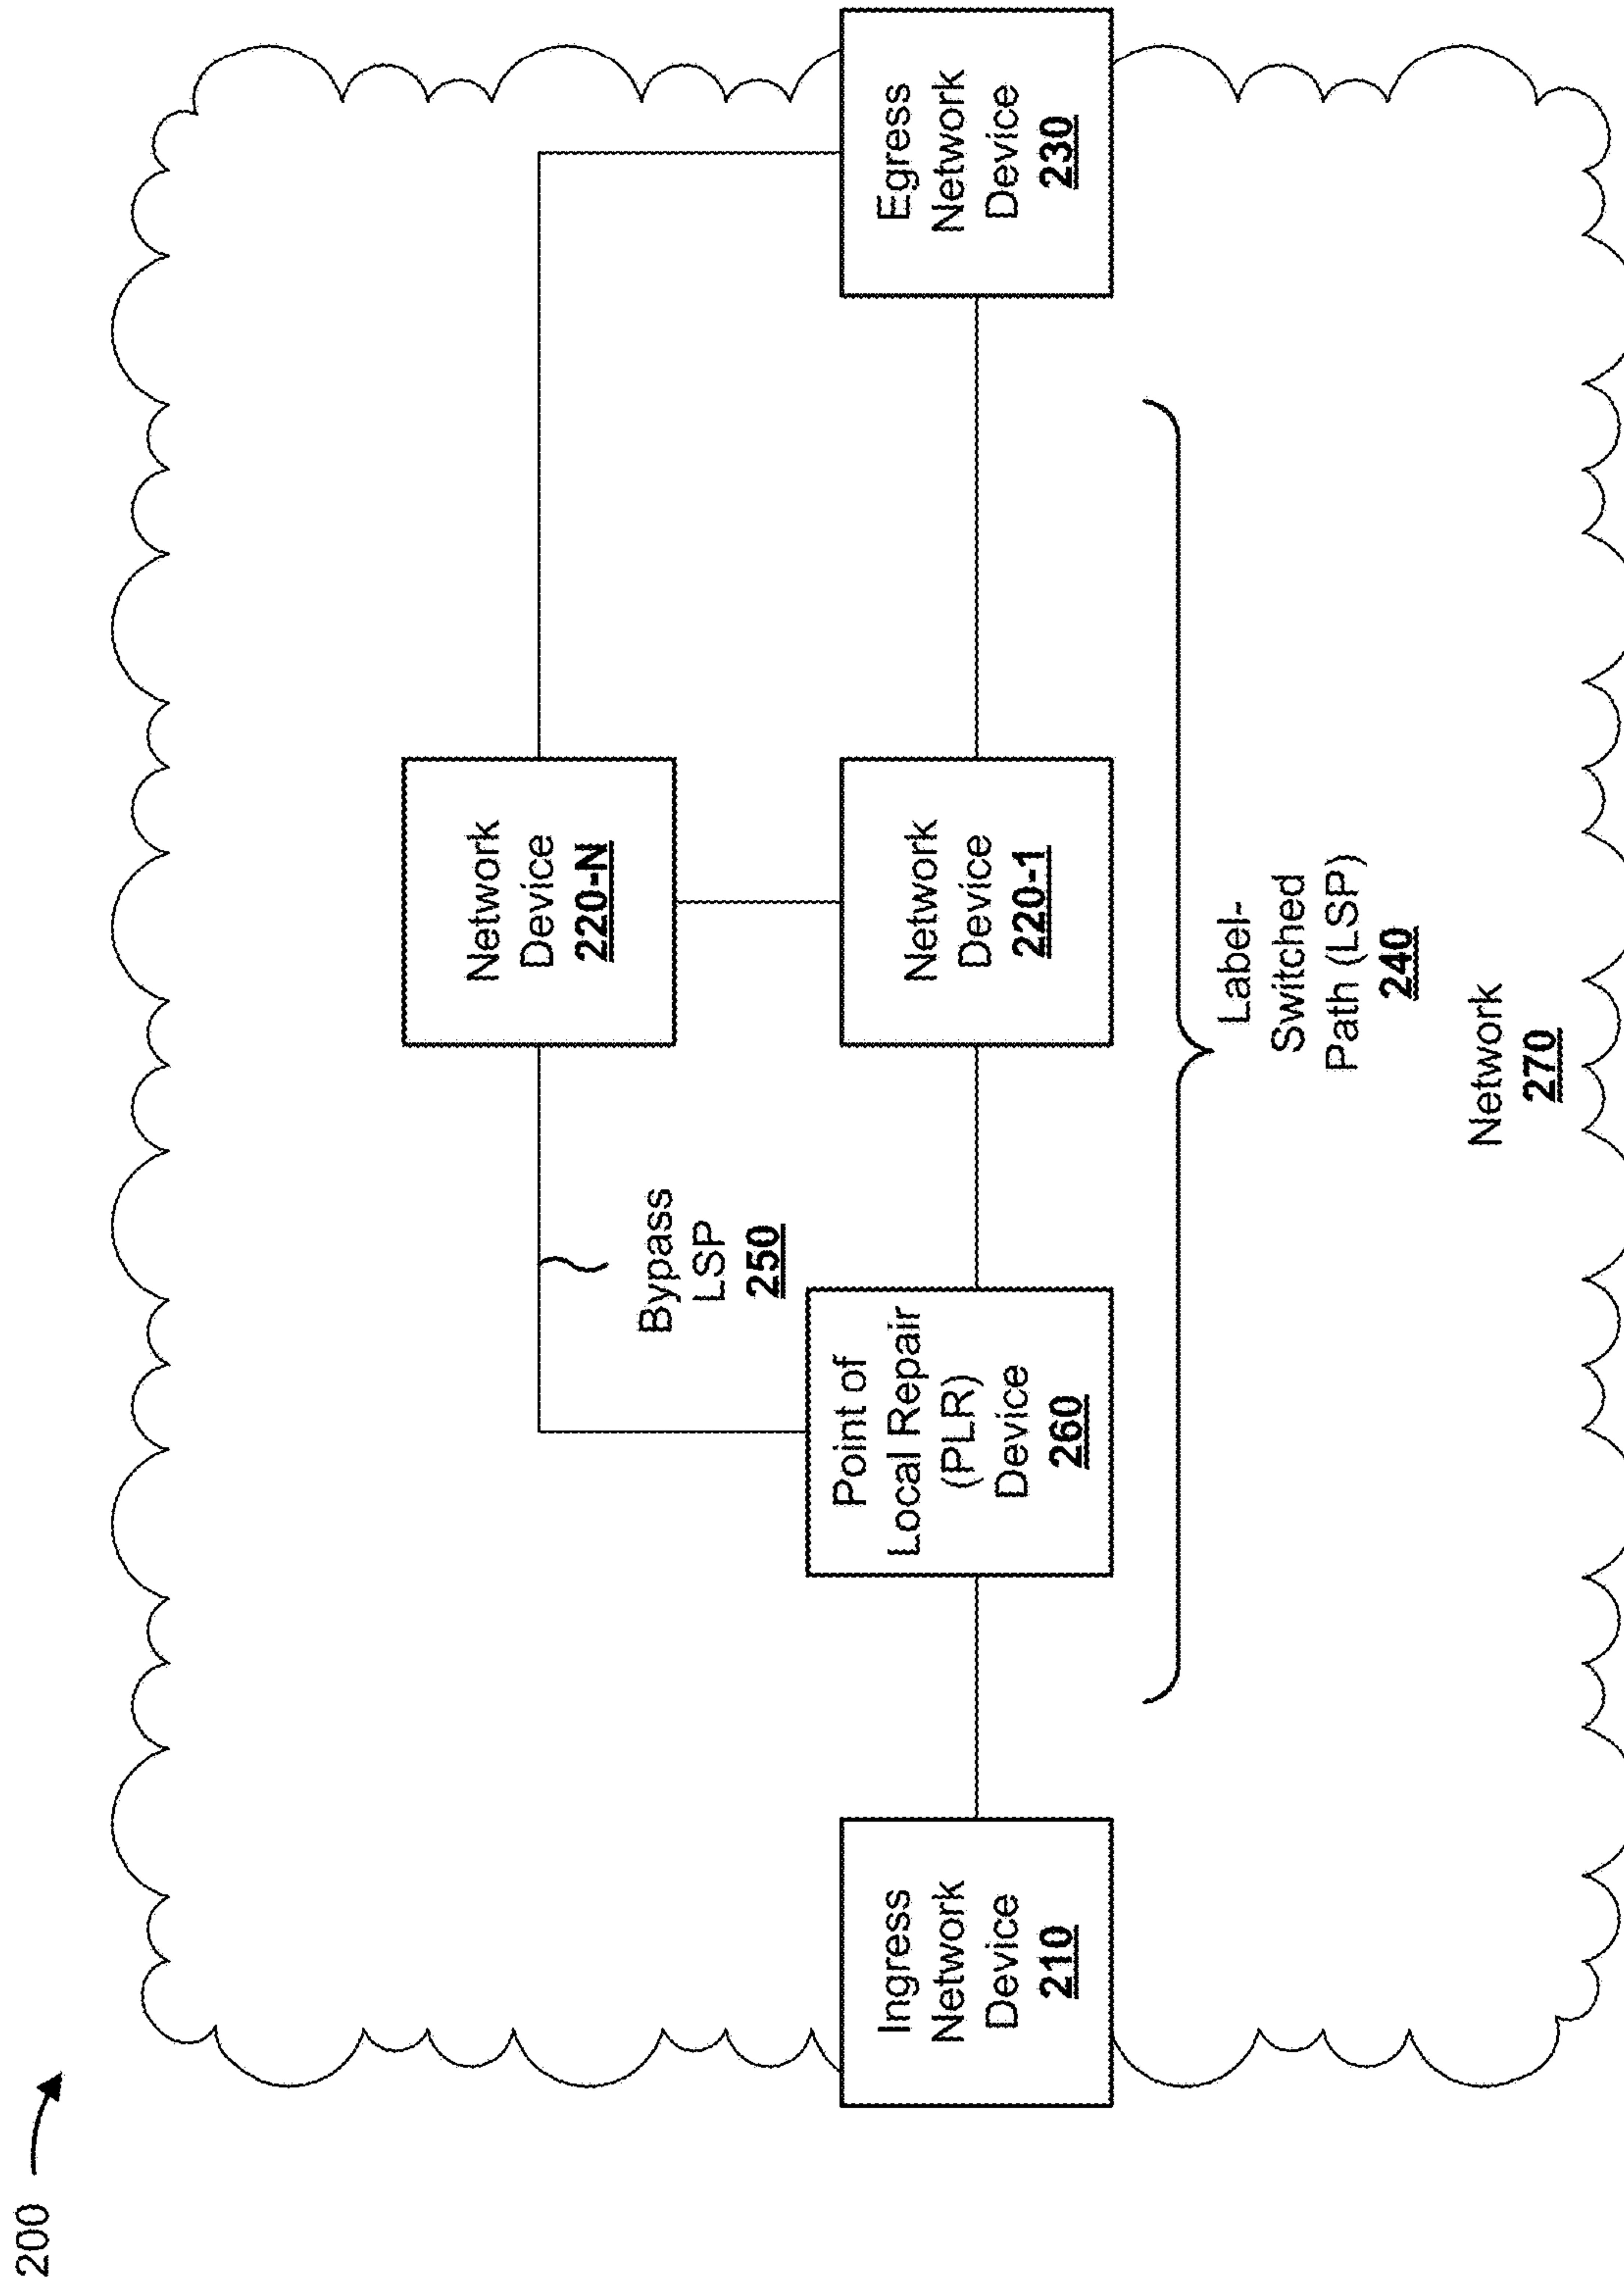 200
Network
Device
220-N
Bypass
LSP
250
Ingress
Network
Device
210
Point of
Local Repair
(PLR)
Device
260
Network
Device
220-1
Egress
Network
Device
230
Label-
Switched
Path (LSP)
240
Network
270